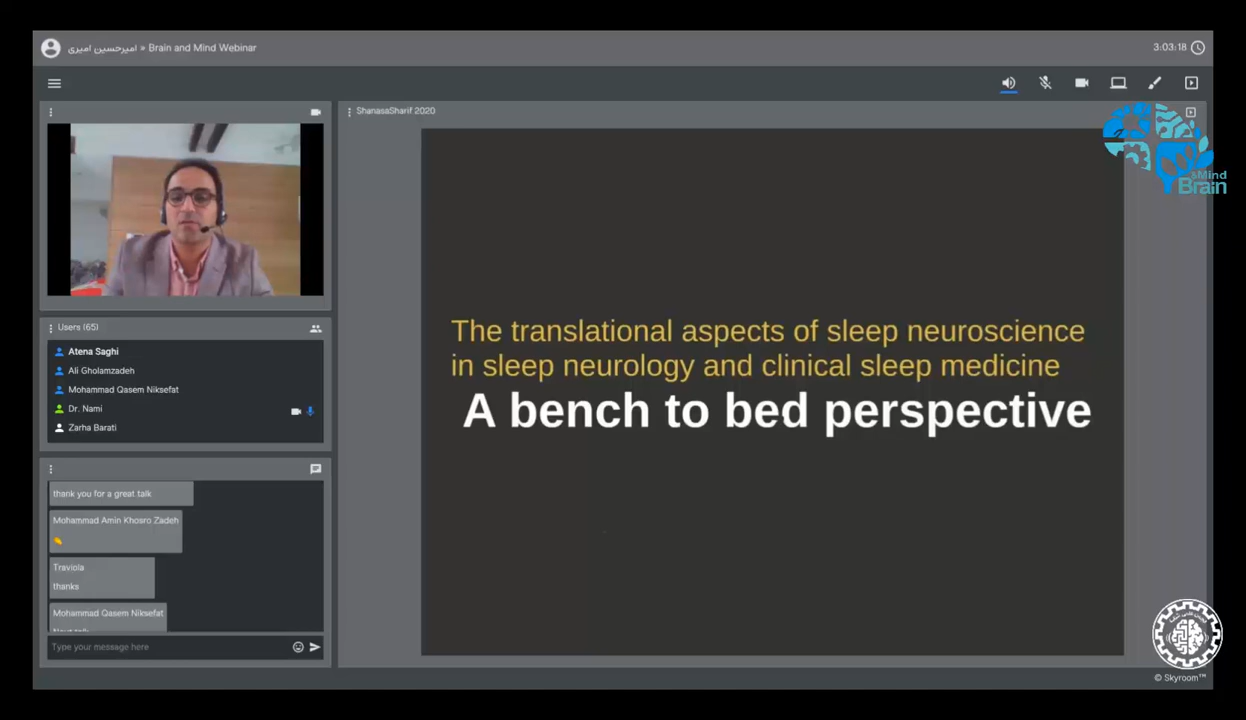 امیرحسین امیری » Brain and Mind Webinar
3:03:18
ShanasaSharif 2020
&Mind
Brain
Users (65)
Atena Saghi
Ali Gholamzadeh
Mohammad Qasem Niksefat
Dr. Nami
Zarha Barati
thank you for a great talk
Mohammad Amin Khosro Zadeh
Traviola
thanks
Mohammad Qasem Niksefat
Type your message here
The translational aspects of sleep neuroscience
in sleep neurology and clinical sleep medicine
A bench to bed perspective
© Skyroom™